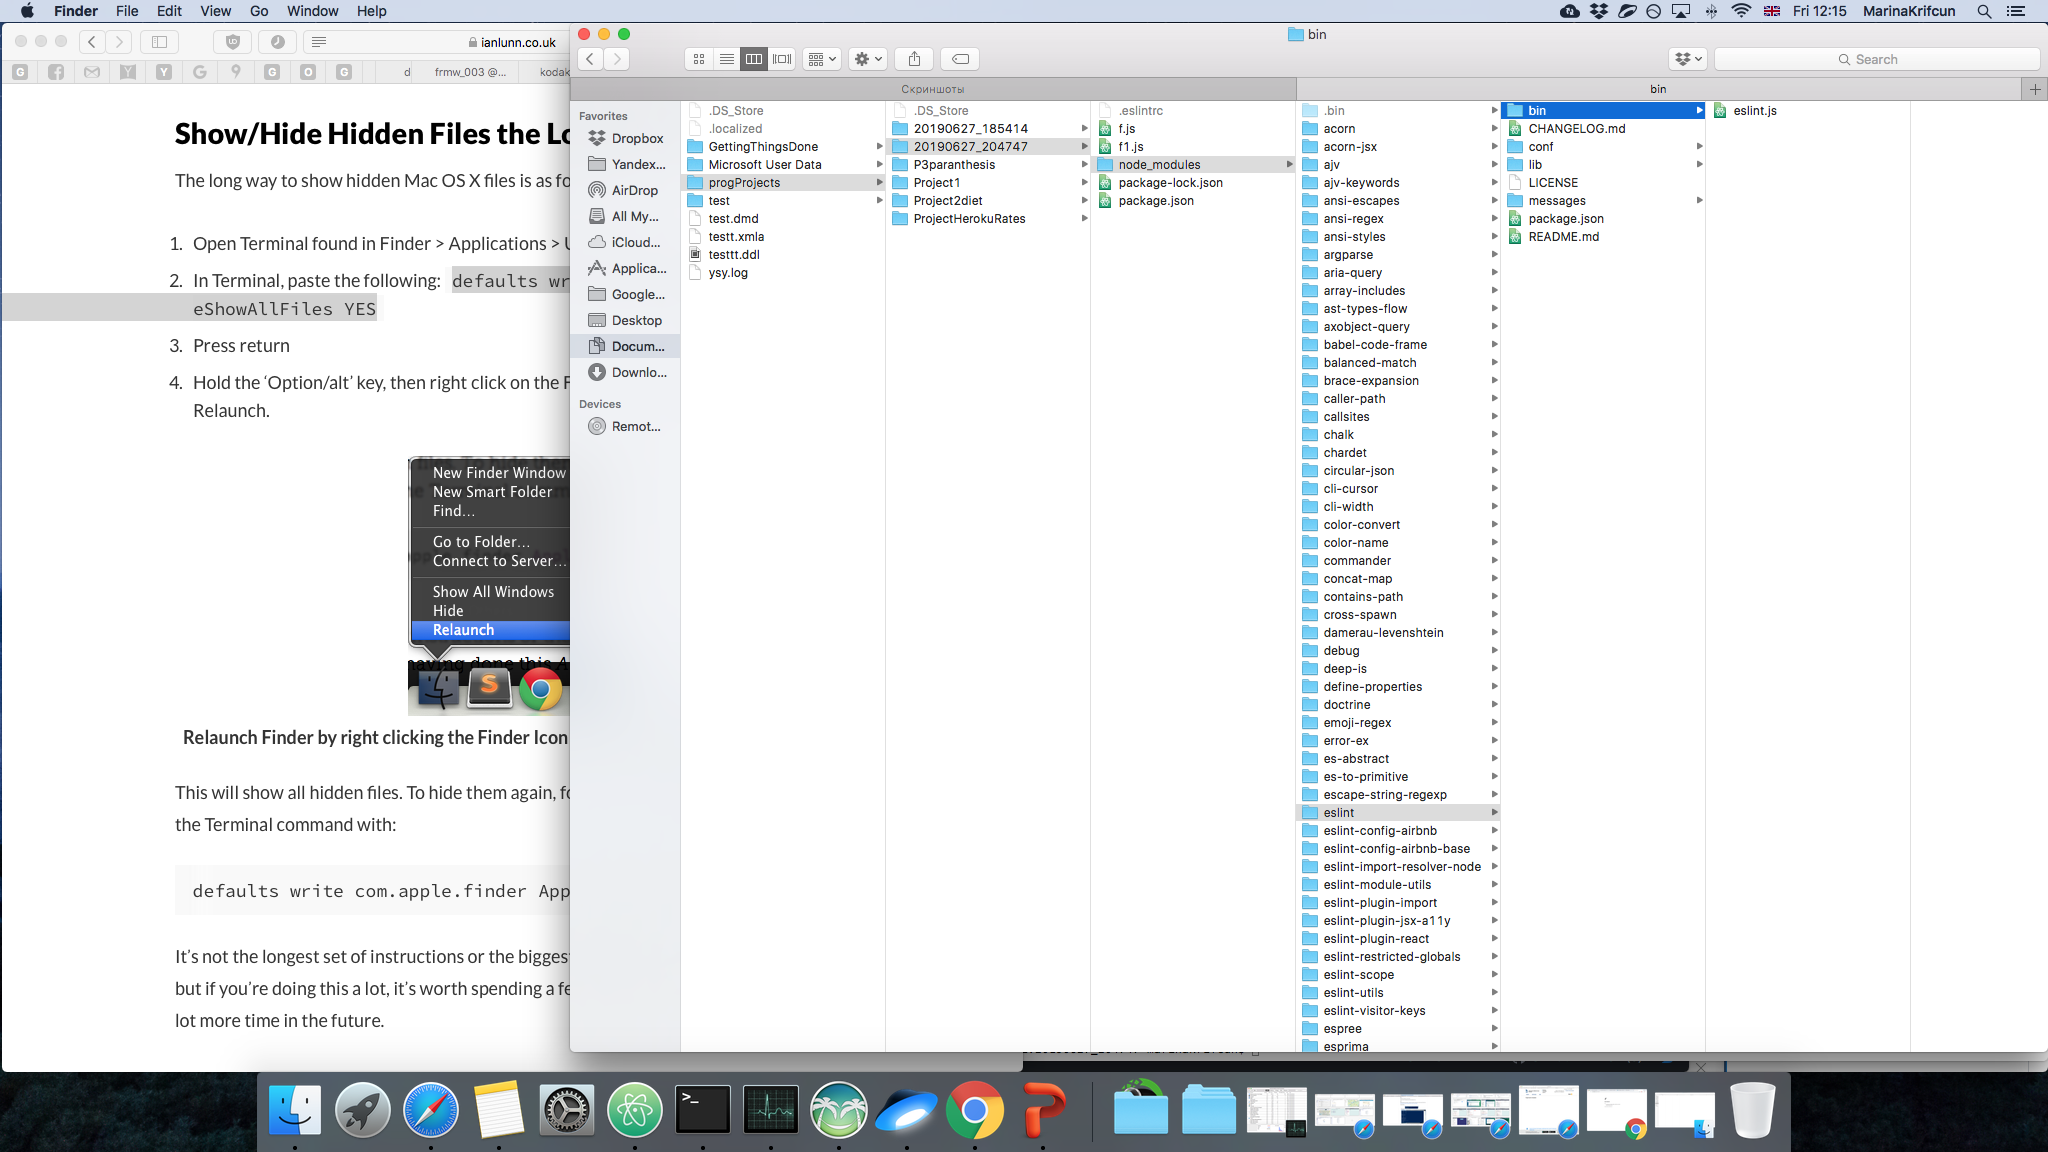 Finder File Edit View Go Window Help
Fri 12:15 MarinaKrifcun
ianlunn.co.uk
frmw_003 @...
kodak
Show/Hide Hidden Files the Lo
The long way to show hidden Mac OS X files is as fo
1. Open Terminal found in Finder > Applications > U
2. In Terminal, paste the following: defaults wr
eShowAllFiles YES
3. Press return
4. Hold the ‘Option/alt’ key, then right click on the F
Relaunch.
New Finder Window
New Smart Folder
Find...
Go to Folder...
Connect to Server...
Show All Windows
Hide
Relaunch
having done this A
Relaunch Finder by right clicking the Finder Icon
This will show all hidden files. To hide them again, fo
the Terminal command with:
defaults write com.apple.finder App
It’s not the longest set of instructions or the bigges
but if you’re doing this a lot, it’s worth spending a fe
lot more time in the future.
bin
Search
Скриншоты
bin
Favorites
Dropbox
Yandex...
AirDrop
All My...
iCloud...
Applica...
Google...
Desktop
Docum...
Downlo...
Devices
Remot...
.DS_Store
.localized
GettingThingsDone
Microsoft User Data
progProjects
test
test.dmd
testt.xmla
testtt.ddl
ysy.log
.DS_Store
20190627_185414
20190627_204747
P3paranthesis
Project1
Project2diet
ProjectHerokuRates
.eslintrc
f.js
f1.js
node_modules
package-lock.json
package.json
.bin
acorn
acorn-jsx
ajv
ajv-keywords
ansi-escapes
ansi-regex
ansi-styles
argparse
aria-query
array-includes
ast-types-flow
axobject-query
babel-code-frame
balanced-match
brace-expansion
caller-path
callsites
chalk
chardet
circular-json
cli-cursor
cli-width
color-convert
color-name
commander
concat-map
contains-path
cross-spawn
damerau-levenshtein
debug
deep-is
define-properties
doctrine
emoji-regex
error-ex
es-abstract
es-to-primitive
escape-string-regexp
eslint
eslint-config-airbnb
eslint-config-airbnb-base
eslint-import-resolver-node
eslint-module-utils
eslint-plugin-import
eslint-plugin-jsx-a11y
eslint-plugin-react
eslint-restricted-globals
eslint-scope
eslint-utils
eslint-visitor-keys
espree
esprima
bin
CHANGELOG.md
conf
lib
LICENSE
messages
package.json
README.md
eslint.js